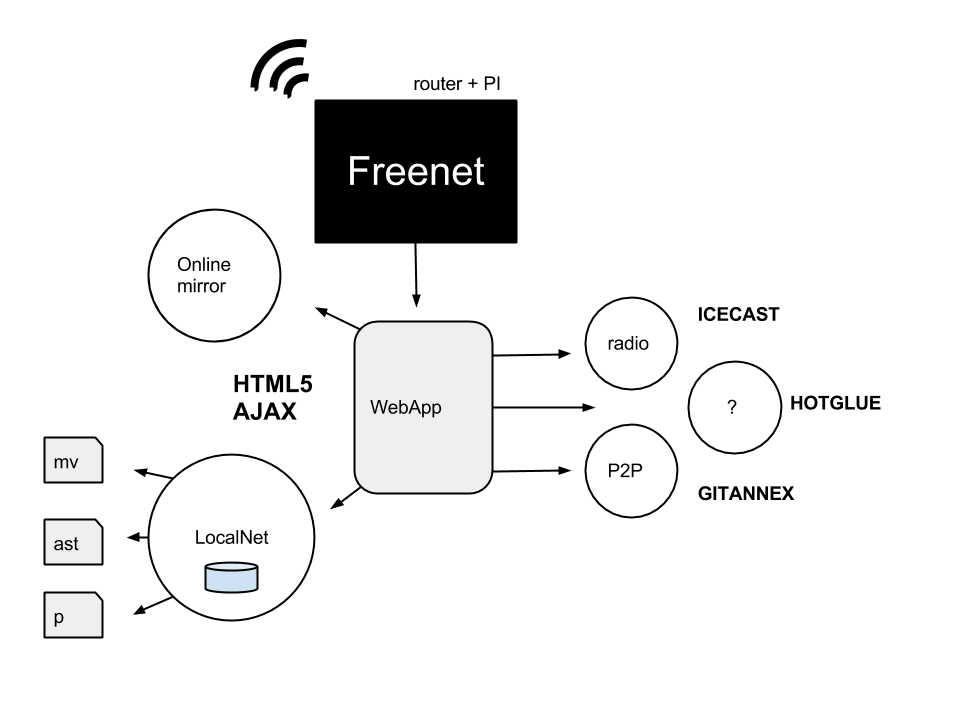 router + PI
Freenet
Online
mirror
ICECAST
radio
HTML5
AJAX
WebApp
?
HOTGLUE
mv
P2P
GITANNEX
ast
LocalNet
p